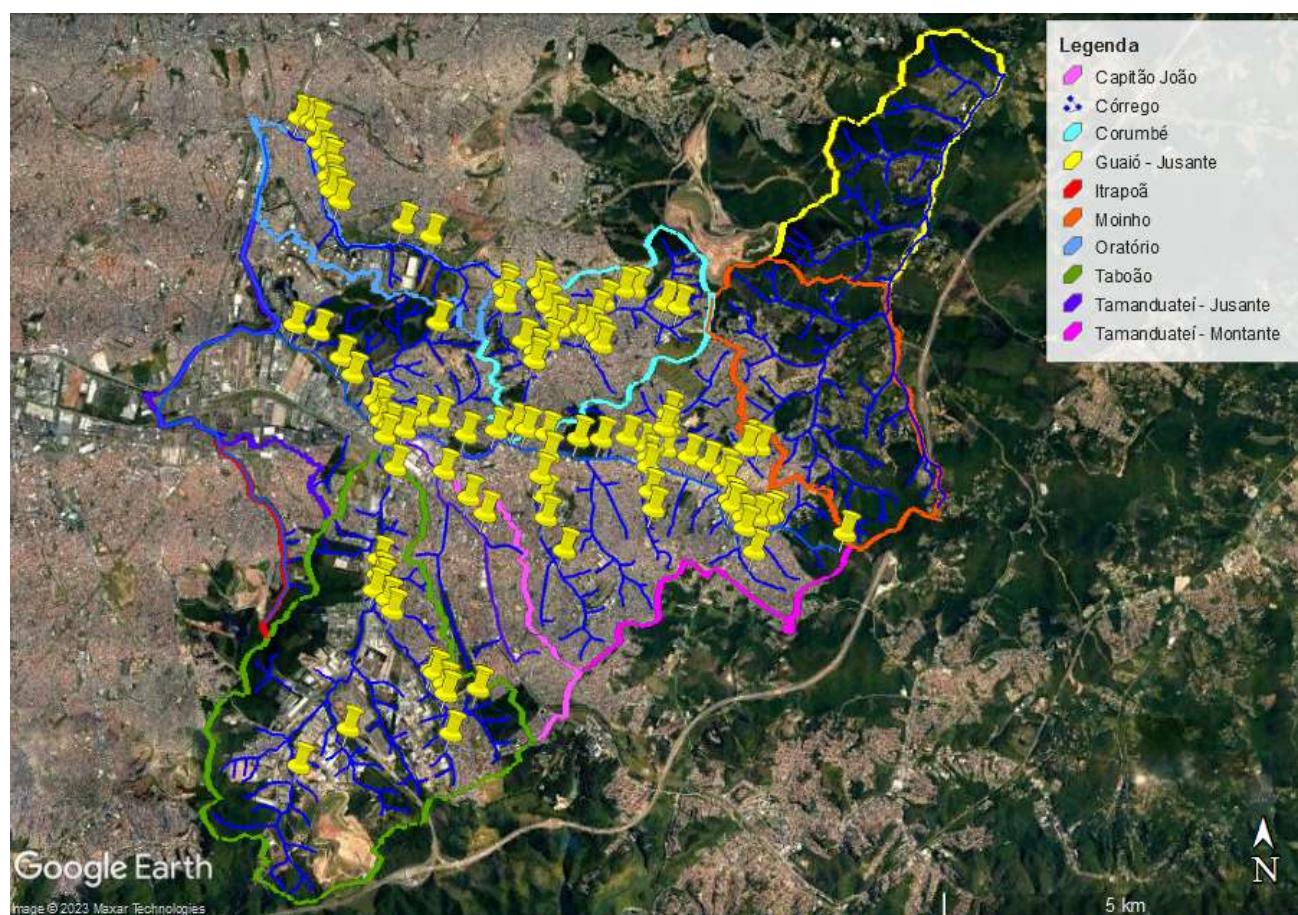 Legenda
Capitão João
Córrego
Corumbé
Guaió - Jusante
Itrapoã
Moinho
Oratório
Taboão
Tamanduateí - Jusante
Tamanduateí - Montante
Google Earth
Image © 2023 Maxar Technologies
5 km
N